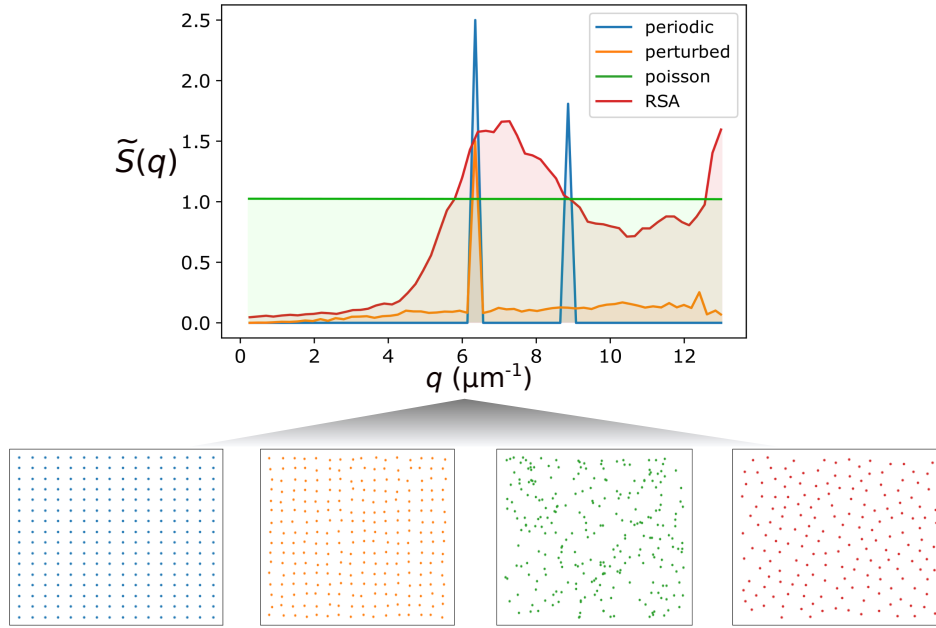 2.5
2.0
1.5
1.0
0.5
0.0
S̃(q)
periodic
perturbed
poisson
RSA
0 2 4 6 8 10 12
q (μm⁻¹)